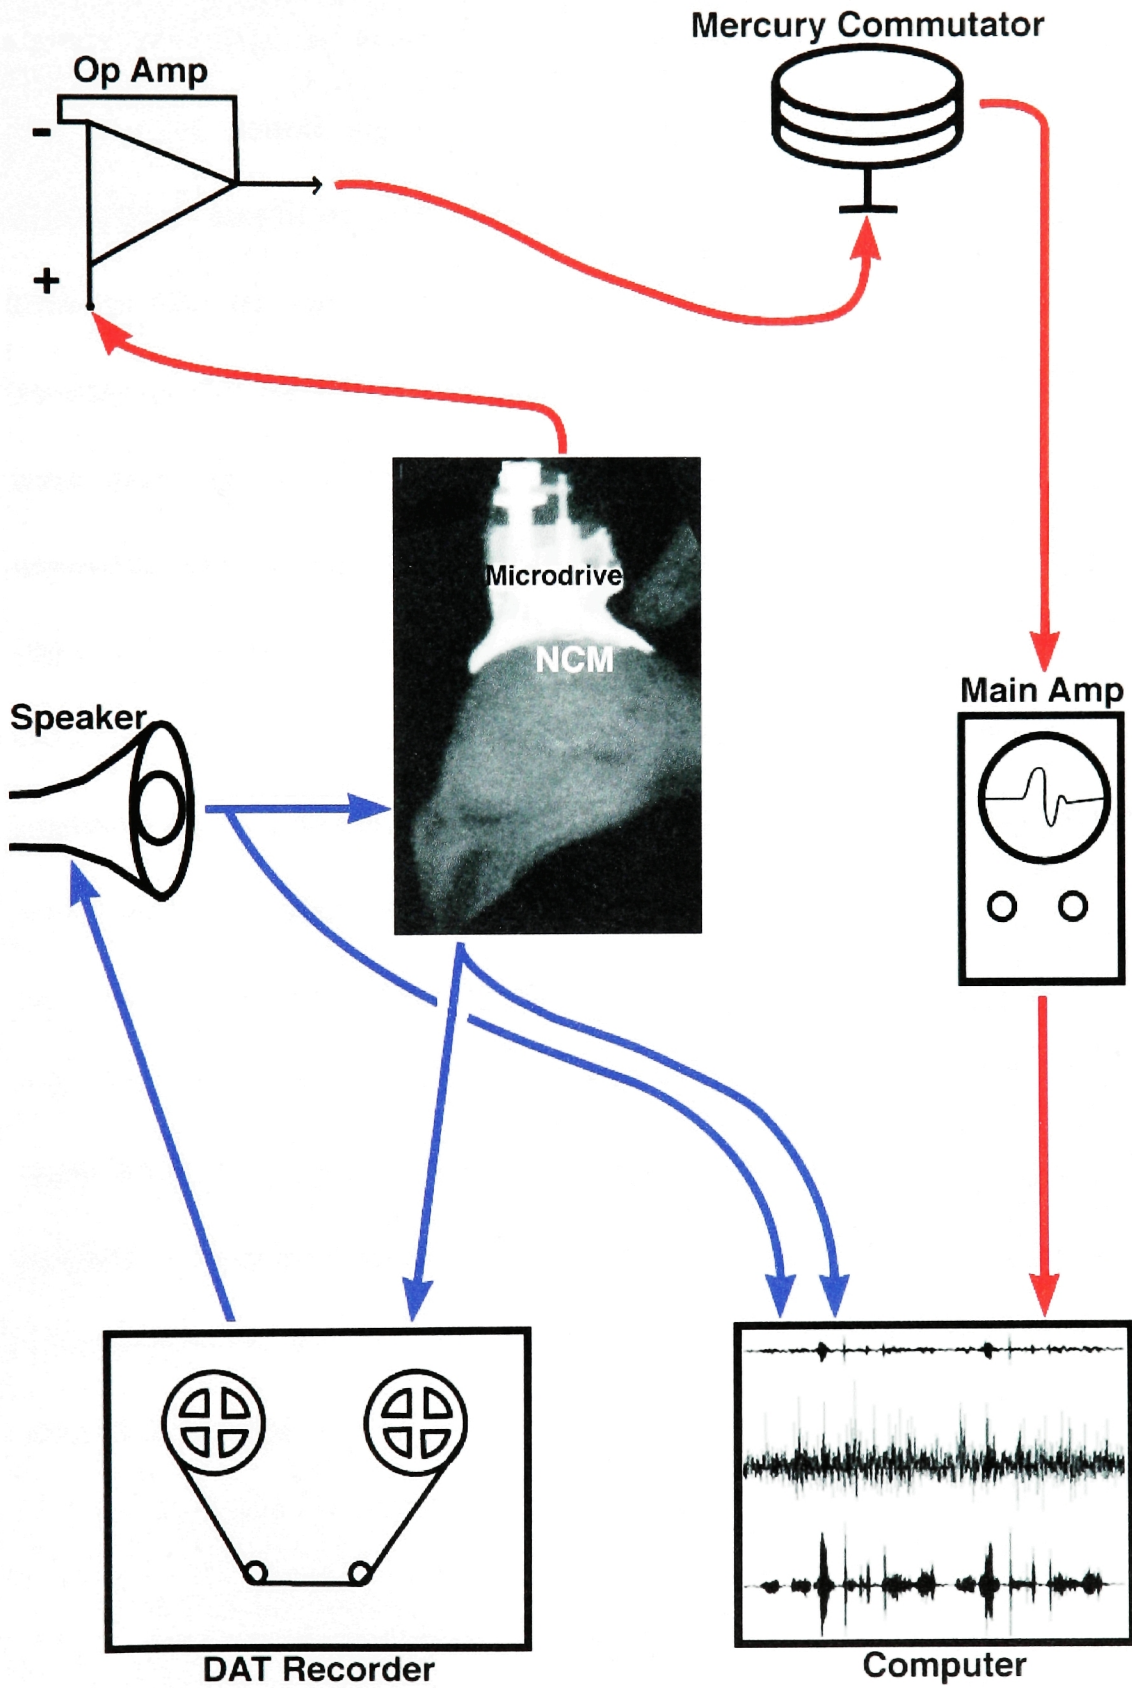 Mercury Commutator
Op Amp
-
+
Microdrive
NCM
Main Amp
Speaker
DAT Recorder
Computer